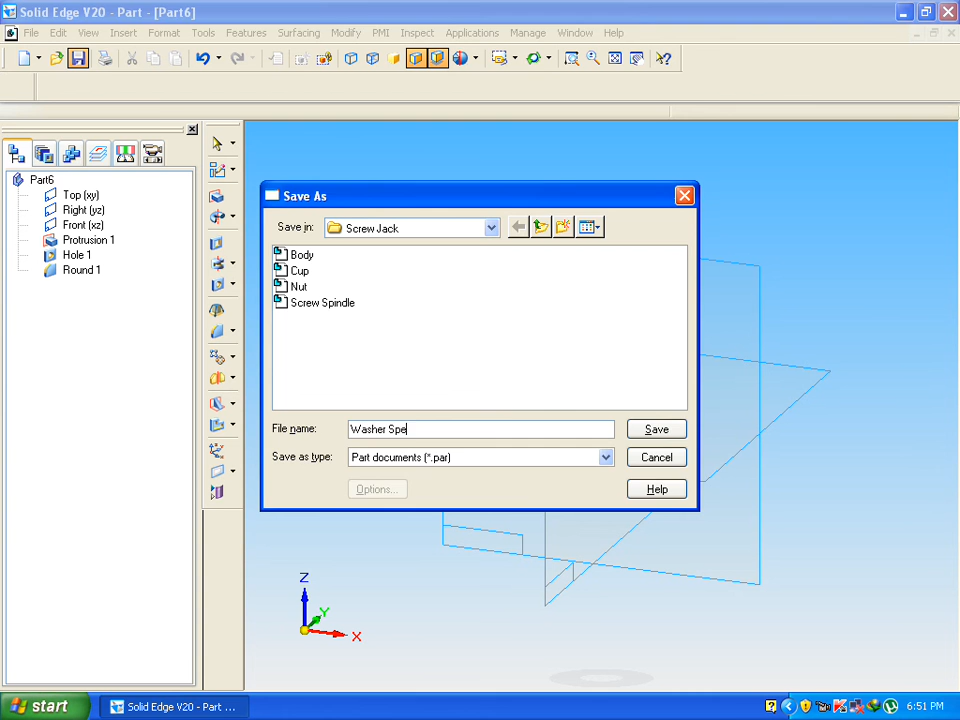 Solid Edge V20 - Part - [Part6]
File Edit View Insert Format Tools Features Surfacing Modify PMI Inspect Applications Manage Window Help
Part6
Top (xy)
Right (yz)
Front (xz)
Protrusion 1
Hole 1
Round 1
Save As
Save in: Screw Jack
Body
Cup
Nut
Screw Spindle
File name: Washer Spe Save
Save as type: Part documents (*.par) Cancel
Options... Help
Z
Y
X
start Solid Edge V20 - Part ... 6:51 PM